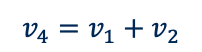 v₄ = v₁ + v₂